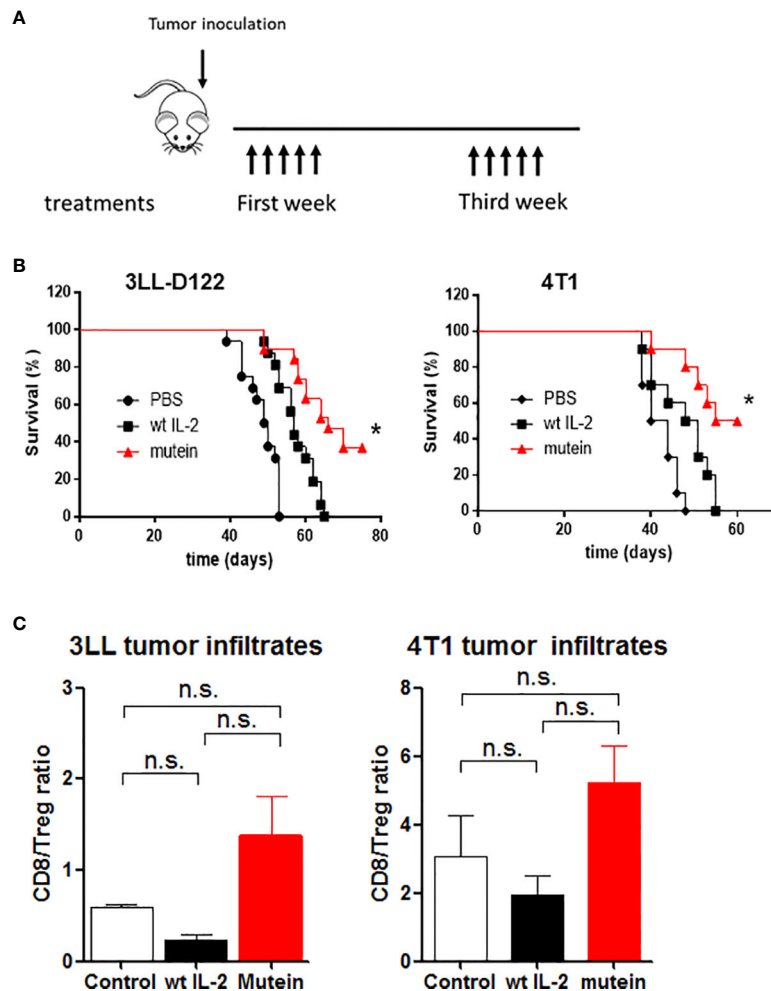 A
Tumor inoculation
treatments
First week
Third week
B
3LL-D122
Survival (%)
120
100
80
60
40
20
0
PBS
wt IL-2
mutein
*
0 20 40 60 80
time (days)
4T1
Survival (%)
120
100
80
60
40
20
0
PBS
wt IL-2
mutein
*
0 20 40 60
time (days)
C
3LL tumor infiltrates
CD8/Treg ratio
3
2
1
0
n.s.
n.s.
n.s.
Control wt IL-2 Mutein
4T1 tumor infiltrates
CD8/Treg ratio
8
6
4
2
0
n.s.
n.s.
n.s.
Control wt IL-2 mutein